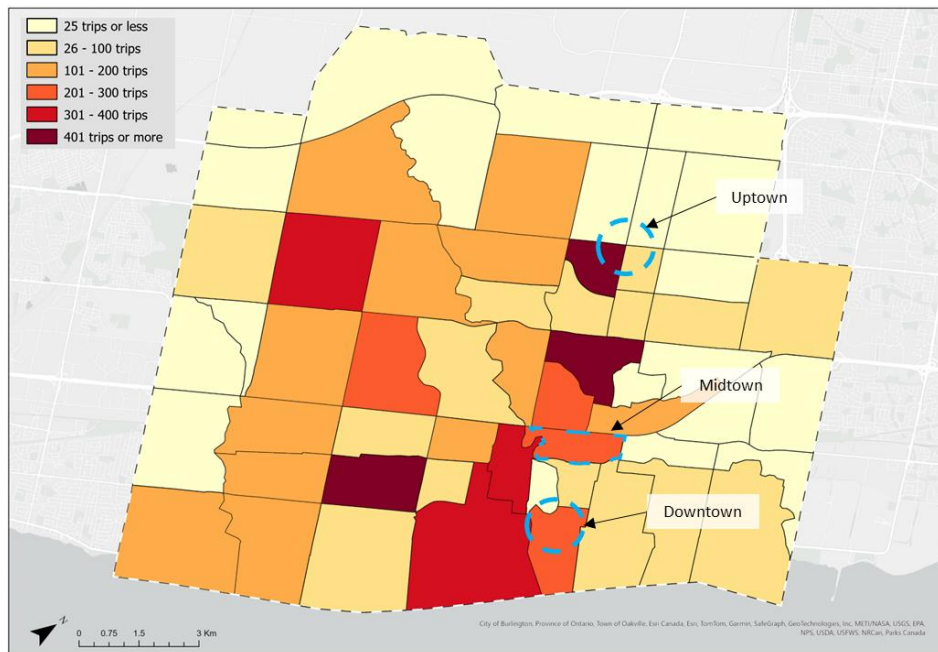 25 trips or less
26 - 100 trips
101 - 200 trips
201 - 300 trips
301 - 400 trips
401 trips or more
Uptown
Midtown
Downtown
N
0 0.75 1.5 3 Km
City of Burlington, Province of Ontario, Town of Oakville, Esri Canada, Esri, TomTom, Garmin, SafeGraph, GeoTechnologies, Inc, METI/NASA, USGS, EPA,
NPS, USDA, USFWS, NRCan, Parks Canada